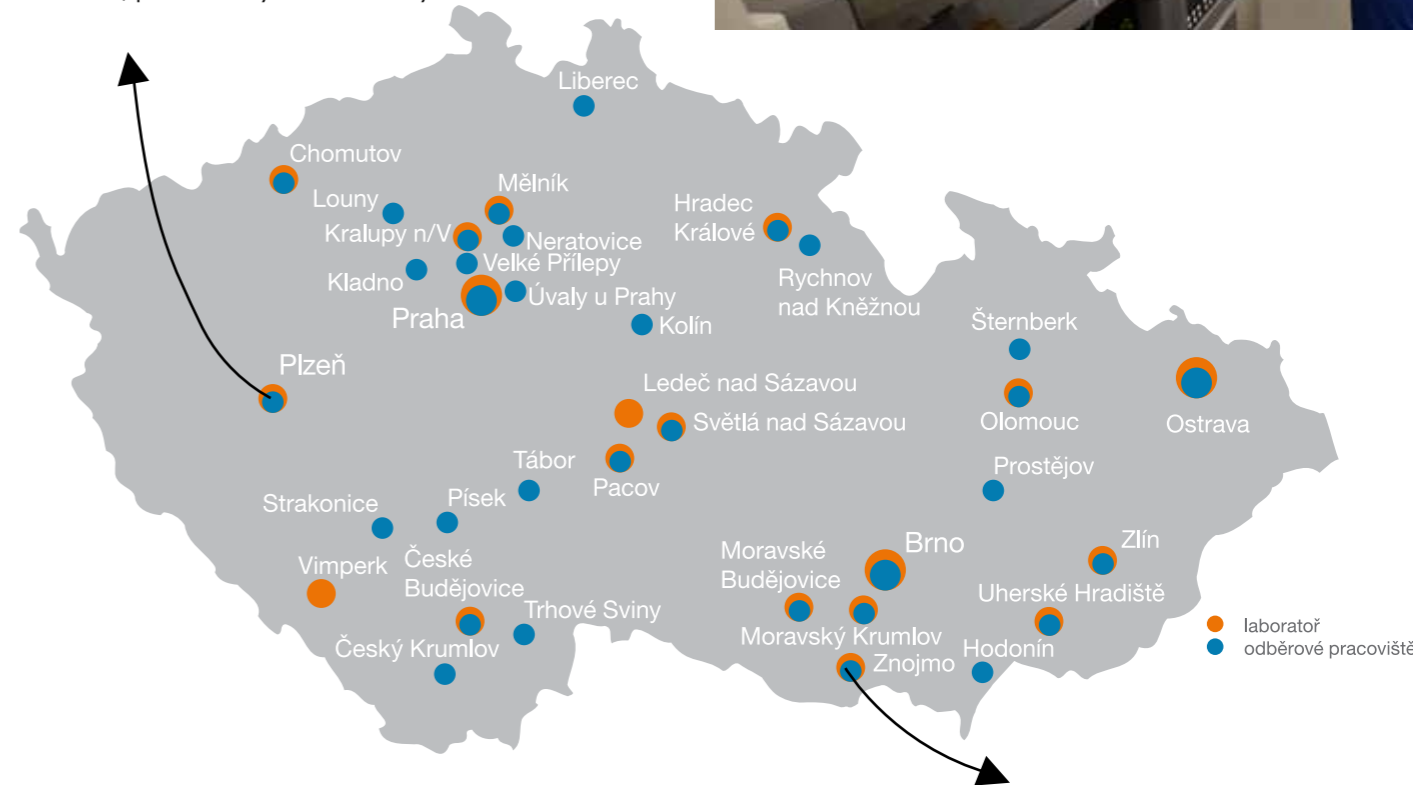 Liberec
Chomutov
Mělník
Louny
Hradec
Králové
Kralupy n/V
Neratovice
Velké Přílepy
Kladno
Rychnov
nad Kněžnou
Úvaly u Prahy
Praha
Kolín
Šternberk
Plzeň
Ledeč nad Sázavou
Světlá nad Sázavou
Olomouc
Ostrava
Tábor
Pacov
Prostějov
Strakonice
Písek
Brno
Zlín
Moravské
Budějovice
Vimperk
České
Budějovice
Uherské Hradiště
Trhové Sviny
Moravský Krumlov
Český Krumlov
Znojmo
Hodonín
laboratoř
odběrové pracoviště